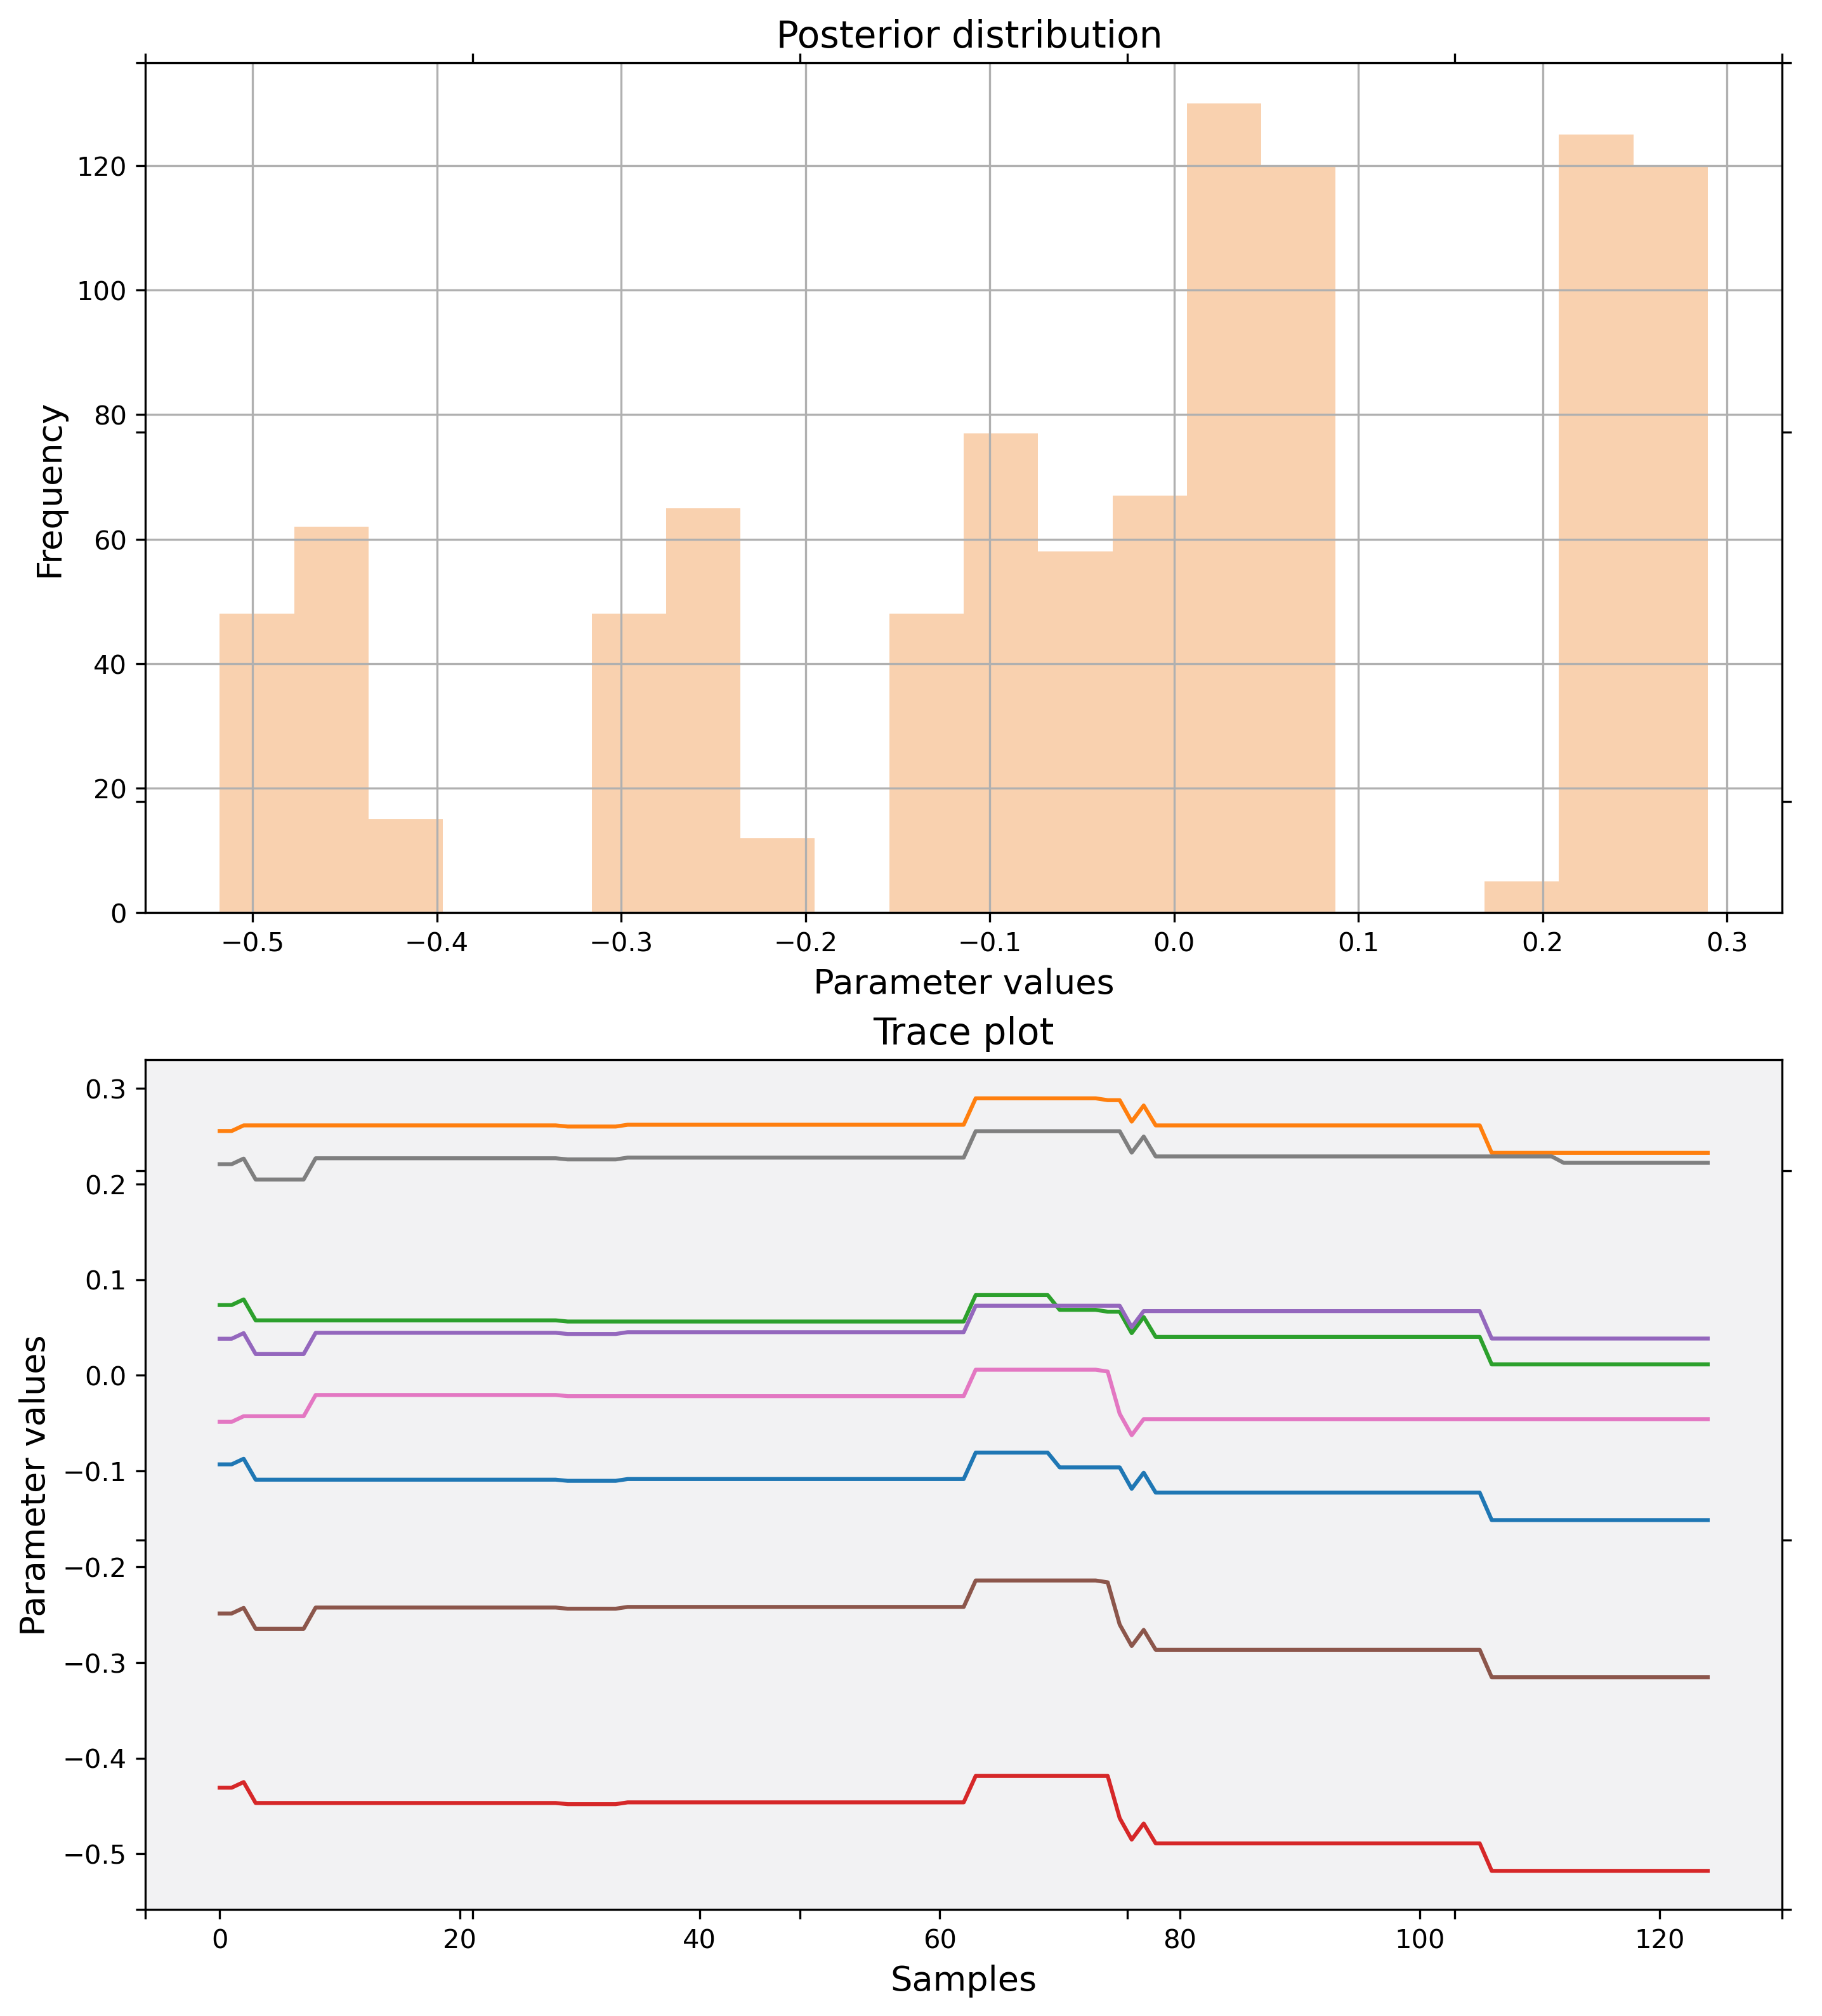 Posterior distribution
120
100
80
60
40
20
0
Frequency
−0.5 −0.4 −0.3 −0.2 −0.1 0.0 0.1 0.2 0.3
Parameter values
Trace plot
0.3
0.2
0.1
0.0
−0.1
−0.2
−0.3
−0.4
−0.5
Parameter values
0 20 40 60 80 100 120
Samples